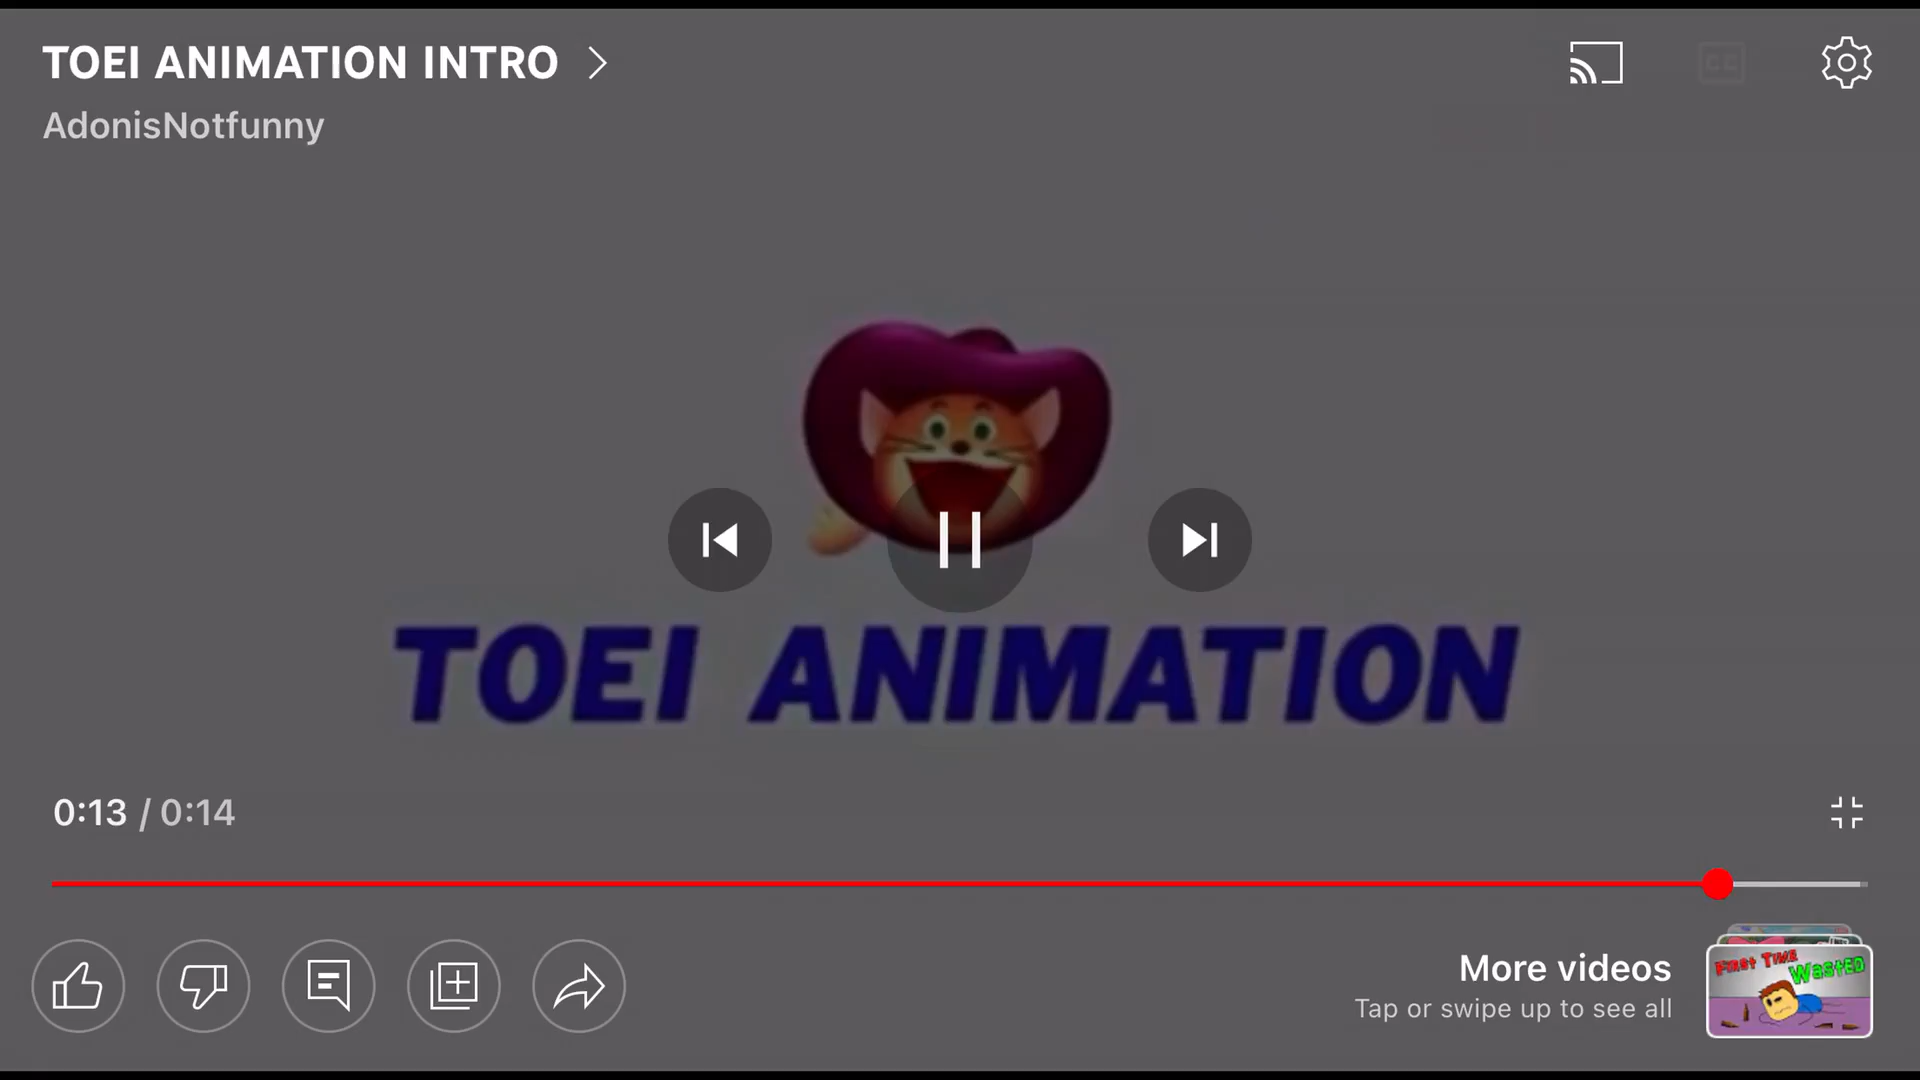 TOEI ANIMATION INTRO
AdonisNotfunny
CC
TOEI ANIMATION
0:13 / 0:14
More videos
Tap or swipe up to see all
FIRST TIME
WASTED